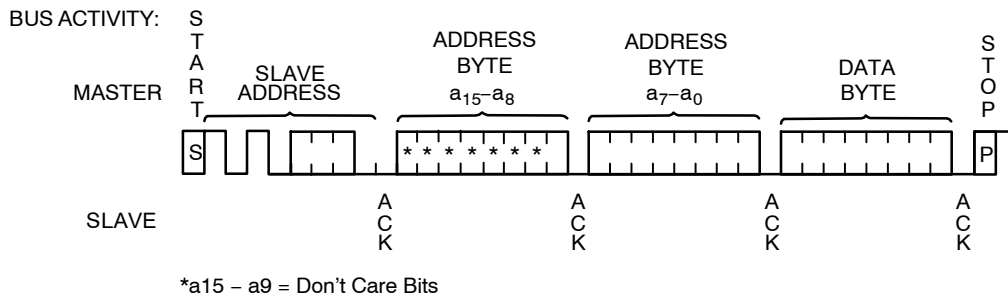 BUS ACTIVITY:
START
MASTER
SLAVE
ADDRESS
ADDRESS
BYTE
a15–a8
ADDRESS
BYTE
a7–a0
DATA
BYTE
STOP
S
* * * * * * *
P
SLAVE
ACK
ACK
ACK
ACK
*a15 – a9 = Don't Care Bits